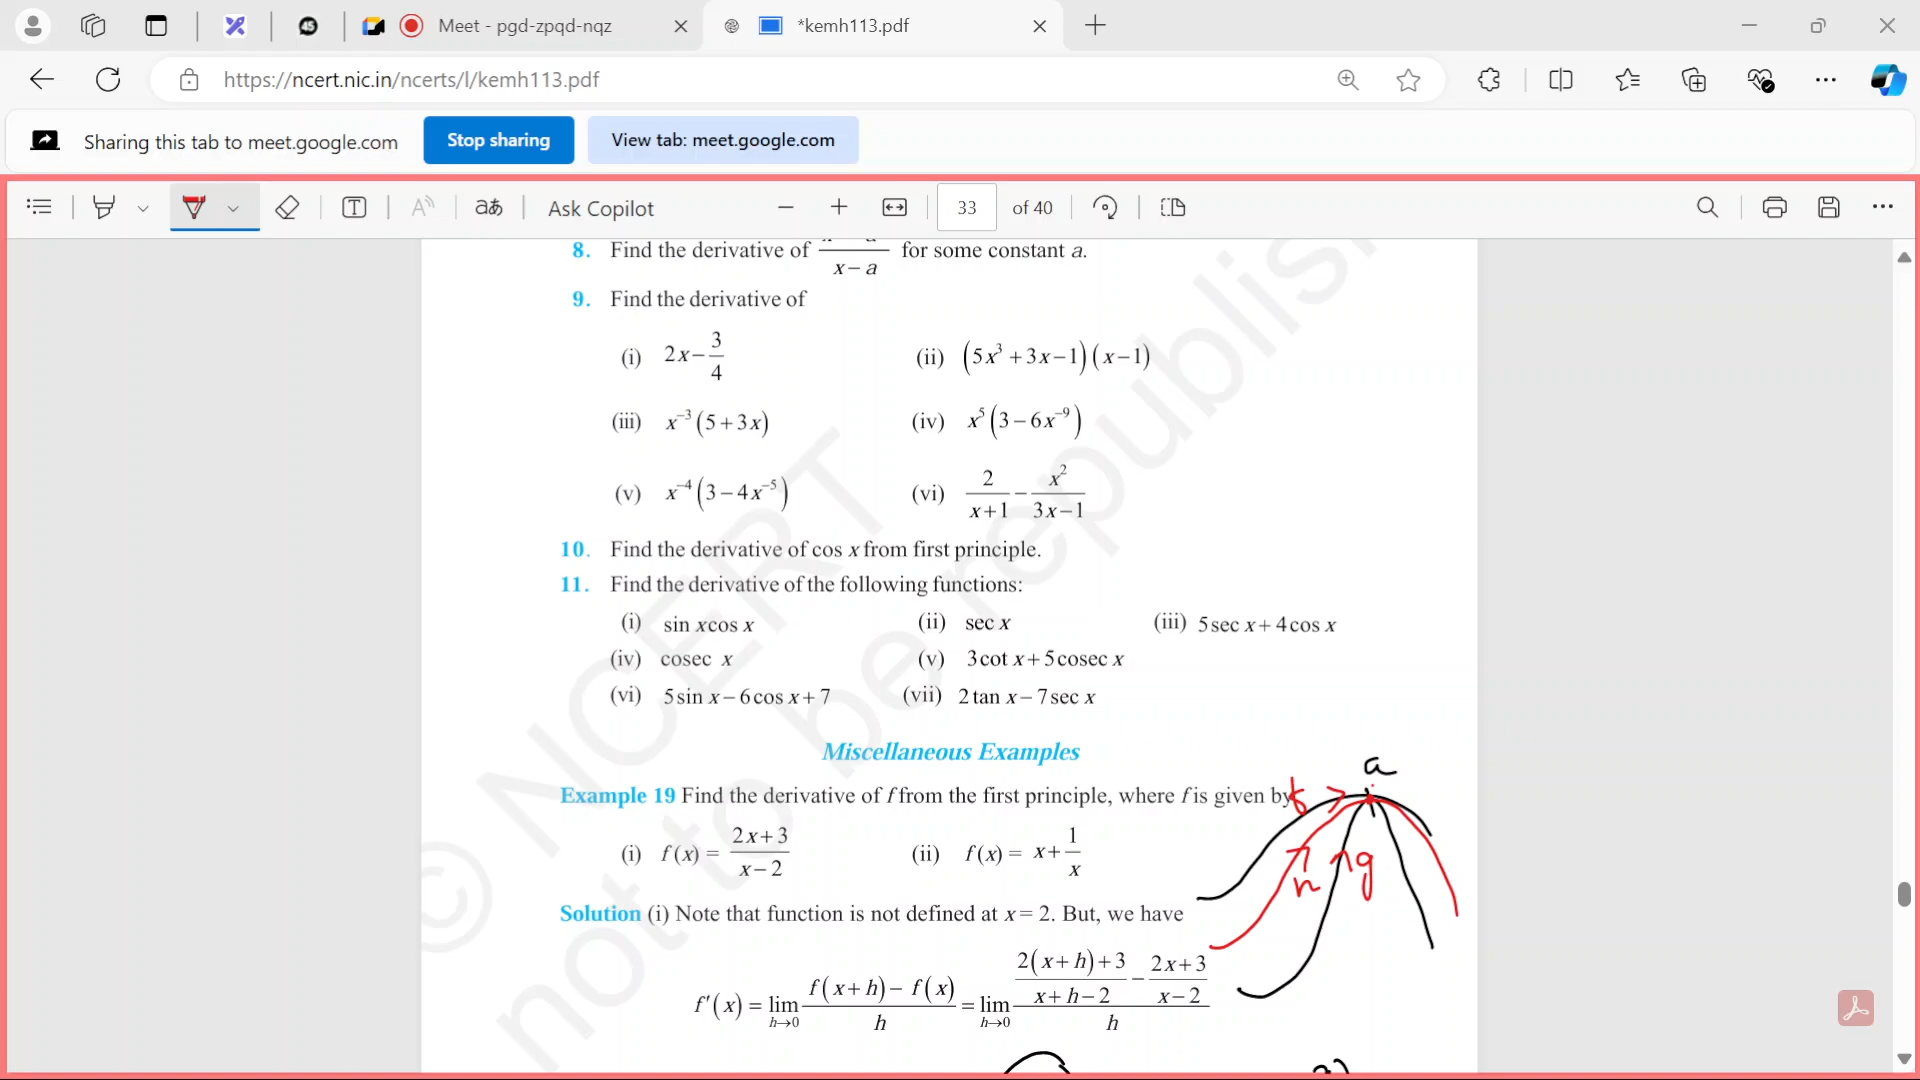 45
Meet - pgd-zpqd-nqz
*kemh113.pdf
https://ncert.nic.in/ncerts/l/kemh113.pdf
Sharing this tab to meet.google.com
Stop sharing
View tab: meet.google.com
aあ
Ask Copilot
33 of 40
8. Find the derivative of x − a for some constant a.
9. Find the derivative of
(i) 2x − 3/4 (ii) (5x³ + 3x − 1)(x − 1)
(iii) x⁻³(5 + 3x) (iv) x⁵(3 − 6x⁻⁹)
(v) x⁻⁴(3 − 4x⁻⁵) (vi) 2/(x + 1) − x²/(3x − 1)
10. Find the derivative of cos x from first principle.
11. Find the derivative of the following functions:
(i) sin x cos x (ii) sec x (iii) 5 sec x + 4 cos x
(iv) cosec x (v) 3 cot x + 5 cosec x
(vi) 5 sin x − 6 cos x + 7 (vii) 2 tan x − 7 sec x
Miscellaneous Examples
a
Example 19 Find the derivative of f from the first principle, where f is given by
(i) f(x) = (2x + 3)/(x − 2) (ii) f(x) = x + 1/x
g
h
Solution (i) Note that function is not defined at x = 2. But, we have
f′(x) = lim h→0 (f(x + h) − f(x))/h = lim h→0 ((2(x + h) + 3)/(x + h − 2) − (2x + 3)/(x − 2))/h
© NCERT
not to be republis